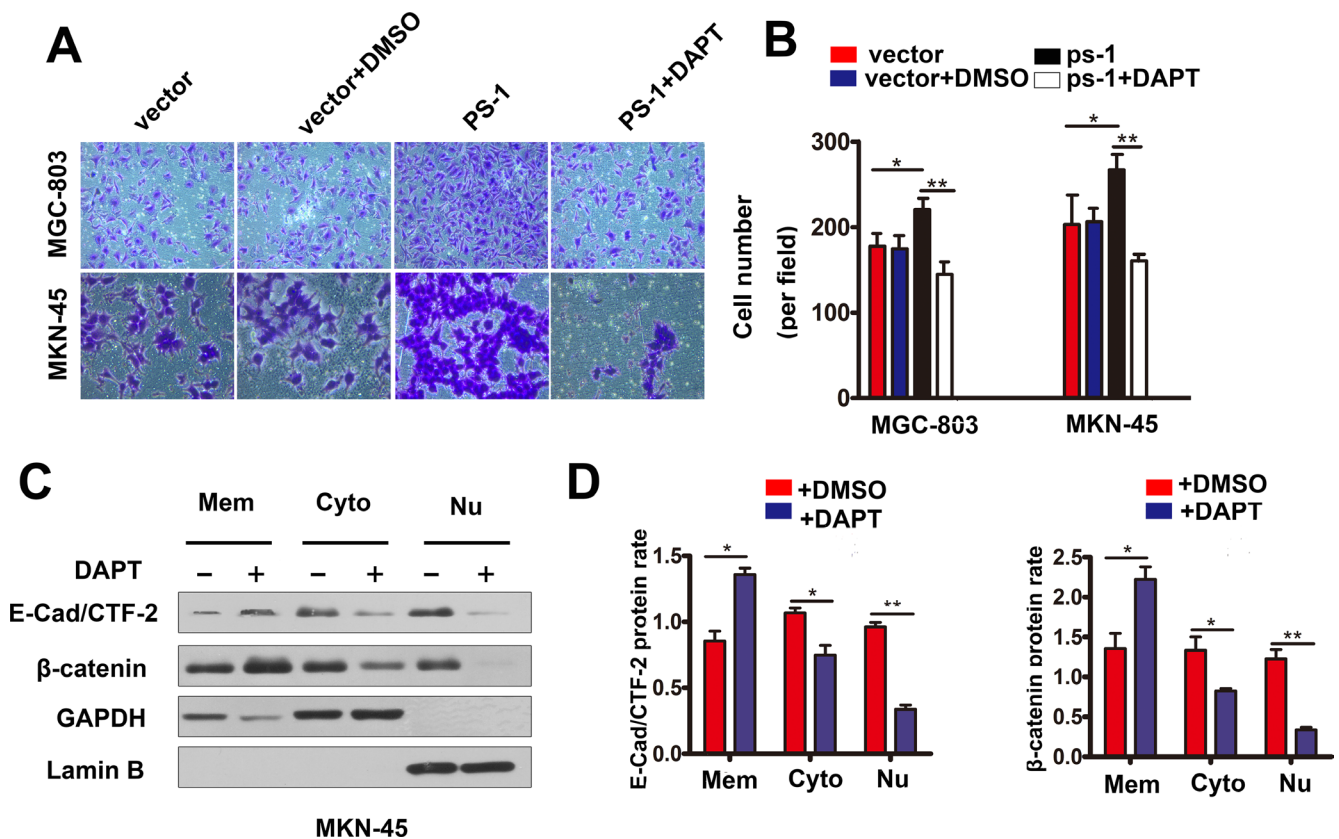 A
vector
vector+DMSO
PS-1
PS-1+DAPT
MGC-803
MKN-45
B
vector
ps-1
vector+DMSO
ps-1+DAPT
Cell number
(per field)
300
200
100
0
*
**
*
**
MGC-803
MKN-45
C
Mem Cyto Nu
DAPT − + − + − +
E-Cad/CTF-2
β-catenin
GAPDH
Lamin B
MKN-45
D
+DMSO
+DAPT
E-Cad/CTF-2 protein rate
1.5
1.0
0.5
0.0
*
*
**
Mem Cyto Nu
+DMSO
+DAPT
β-catenin protein rate
2.5
2.0
1.5
1.0
0.5
0.0
*
*
**
Mem Cyto Nu